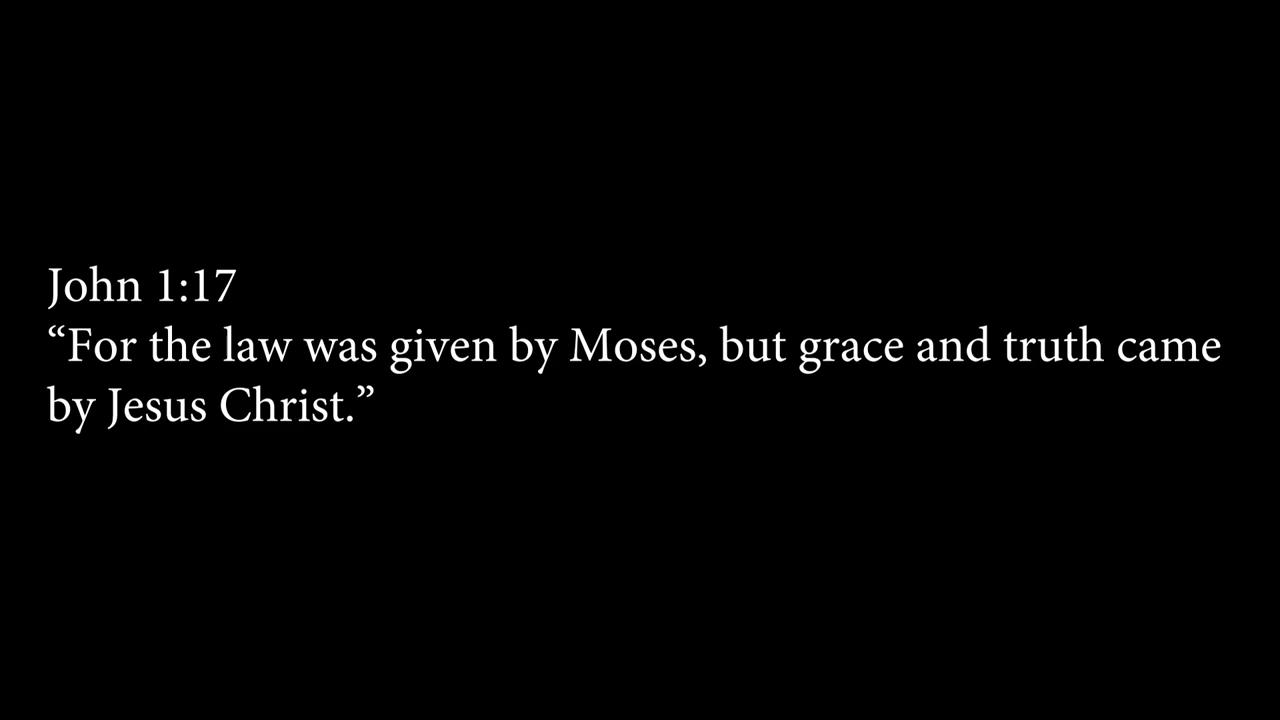 John 1:17
“For the law was given by Moses, but grace and truth came
by Jesus Christ.”